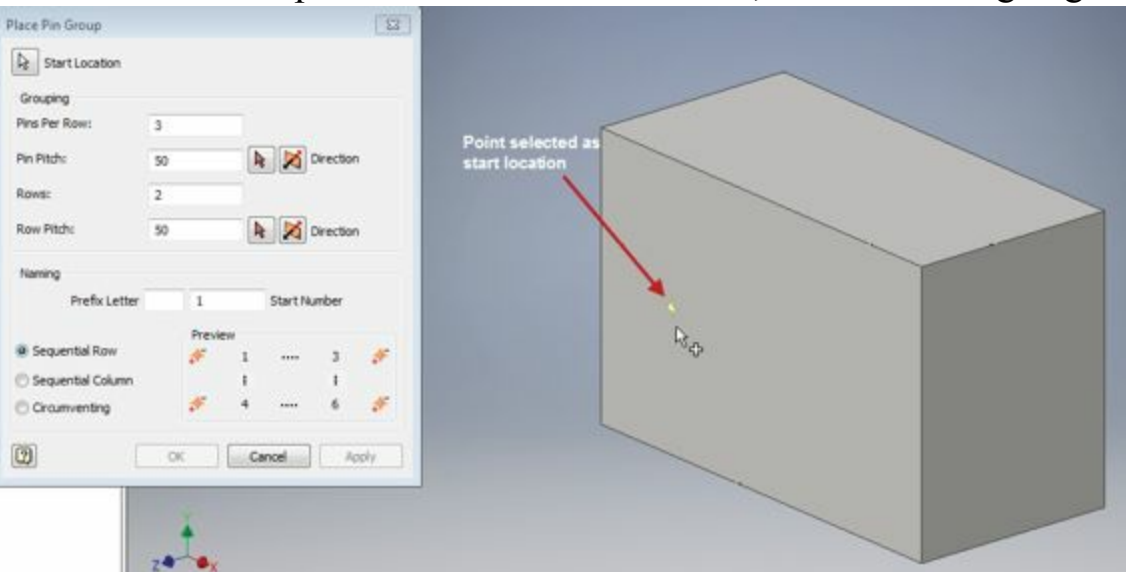 Place Pin Group
Start Location
Grouping
Pins Per Row: 3
Pin Pitch: 50 Direction
Rows: 2
Row Pitch: 50 Direction
Naming
Prefix Letter 1 Start Number
Preview
Sequential Row
Sequential Column
Circumventing
1 .... 3
4 .... 6
OK Cancel Apply
Point selected as
start location
Y
Z X